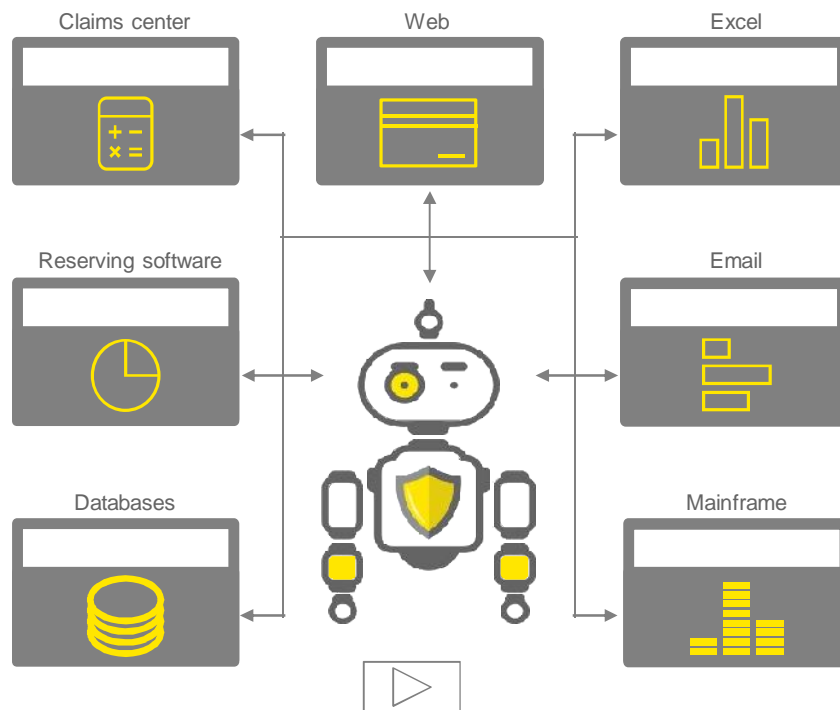 Claims center
Web
Excel
Reserving software
Email
Databases
Mainframe